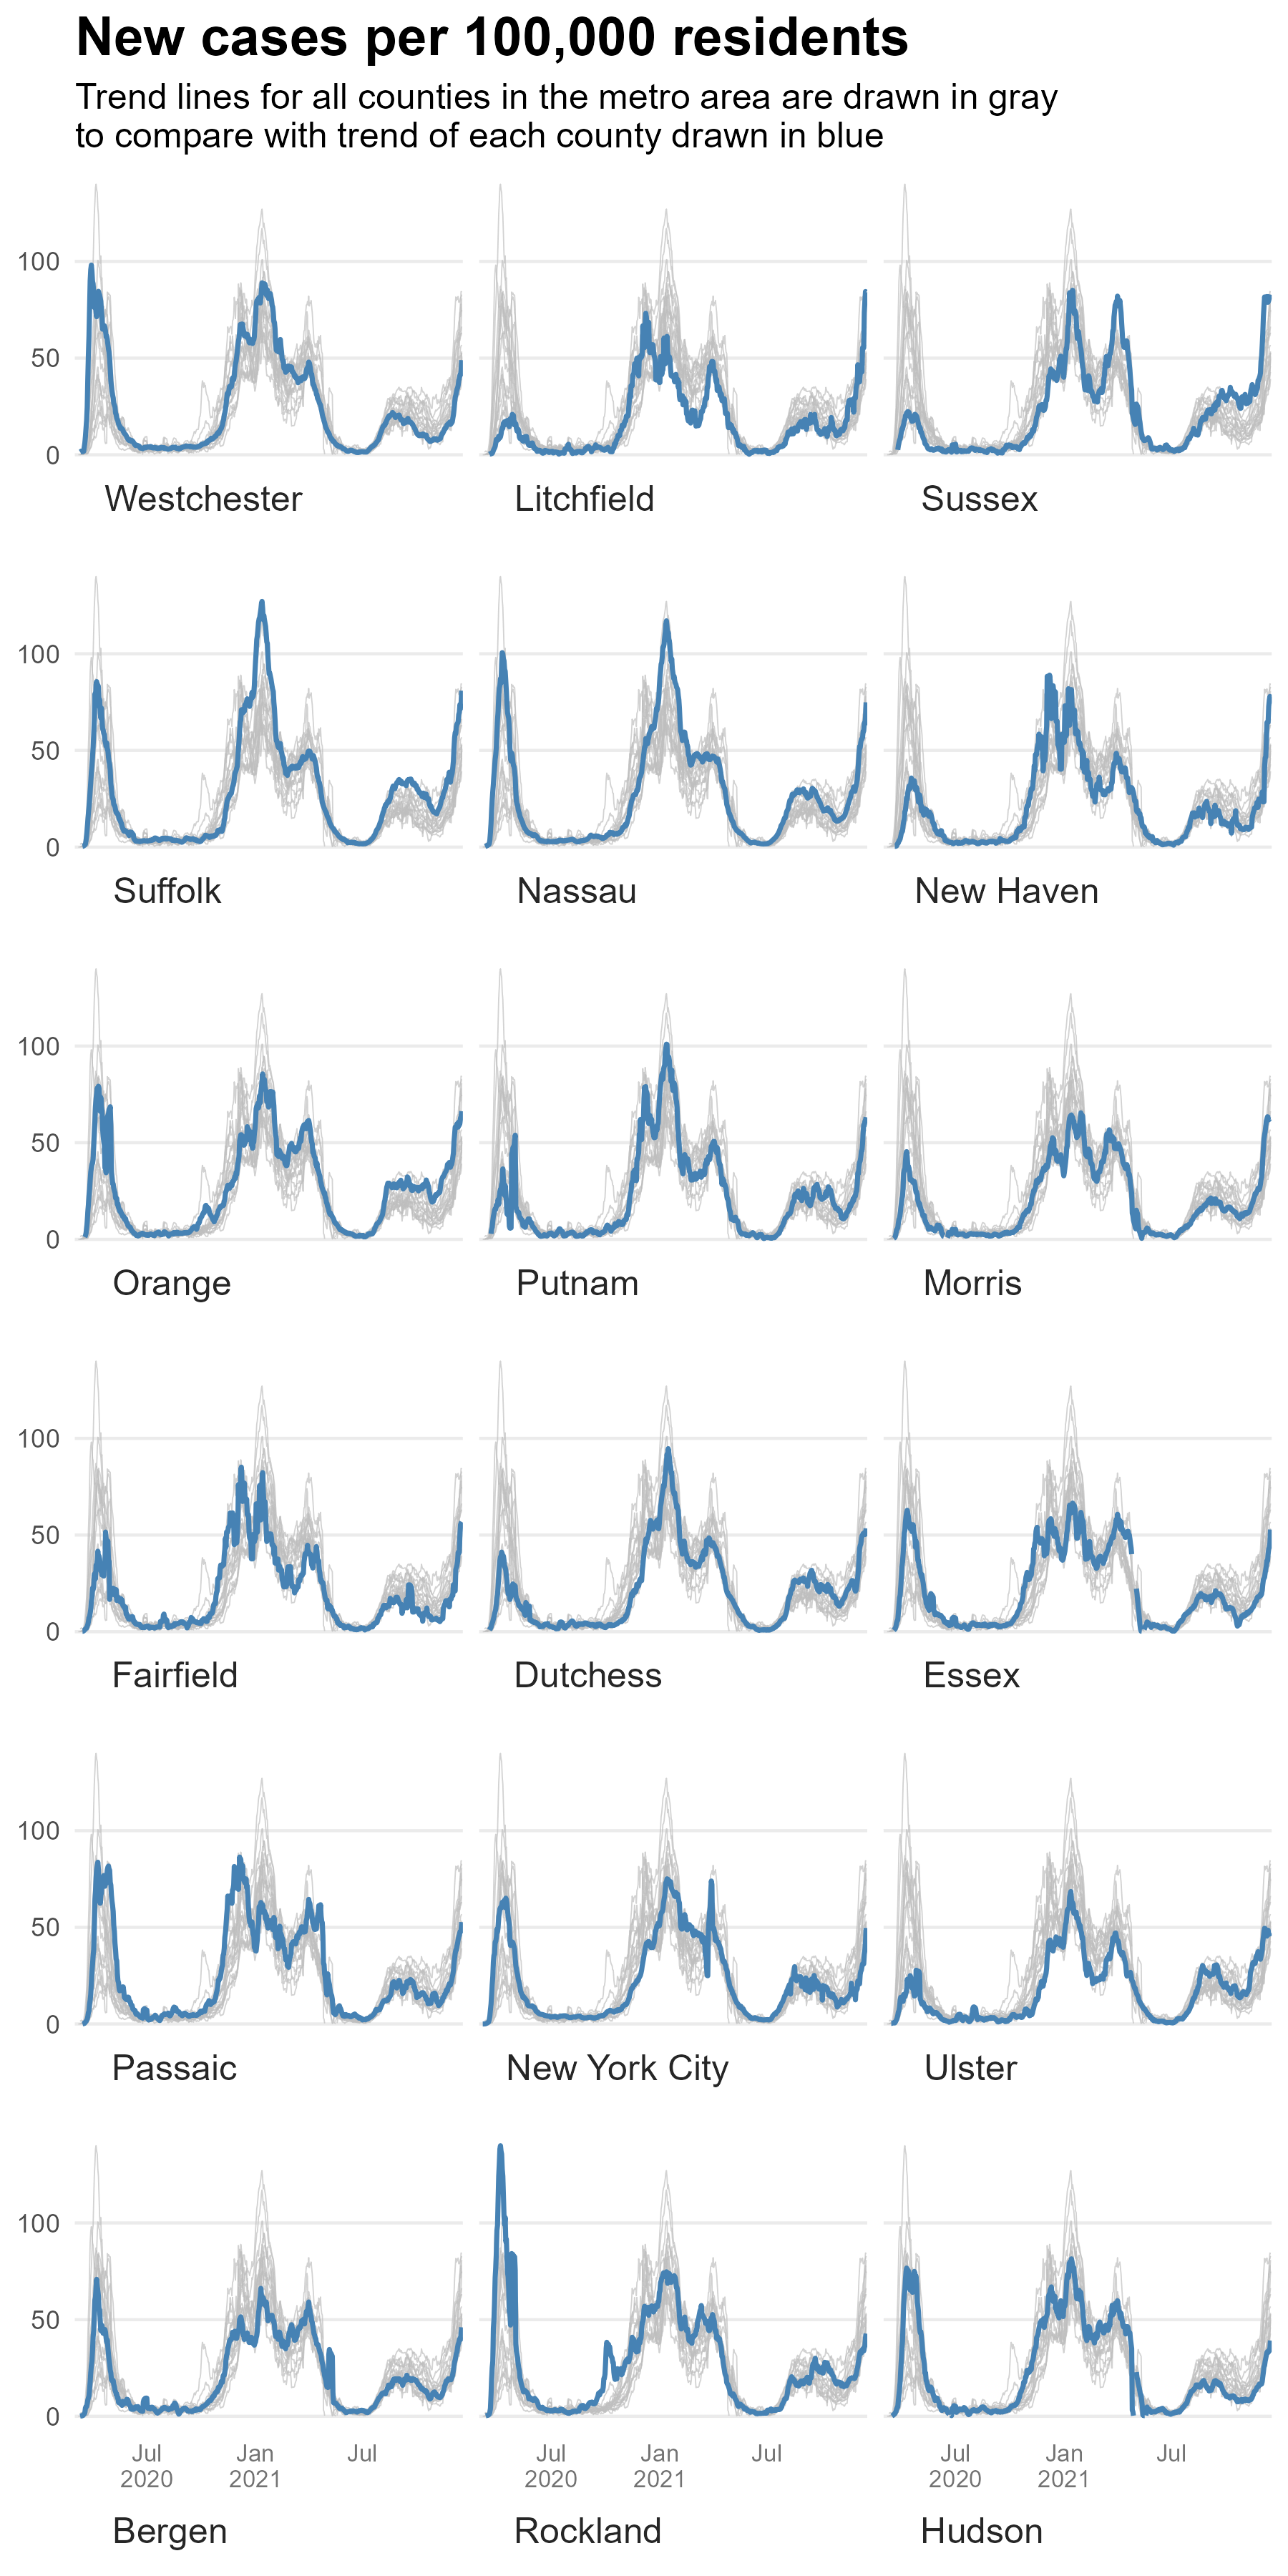 New cases per 100,000 residents
Trend lines for all counties in the metro area are drawn in gray
to compare with trend of each county drawn in blue
100
50
0
Westchester
Litchfield
Sussex
100
50
0
Suffolk
Nassau
New Haven
100
50
0
Orange
Putnam
Morris
100
50
0
Fairfield
Dutchess
Essex
100
50
0
Passaic
New York City
Ulster
100
50
0
Jul Jan Jul
2020 2021
Jul Jan Jul
2020 2021
Jul Jan Jul
2020 2021
Bergen
Rockland
Hudson